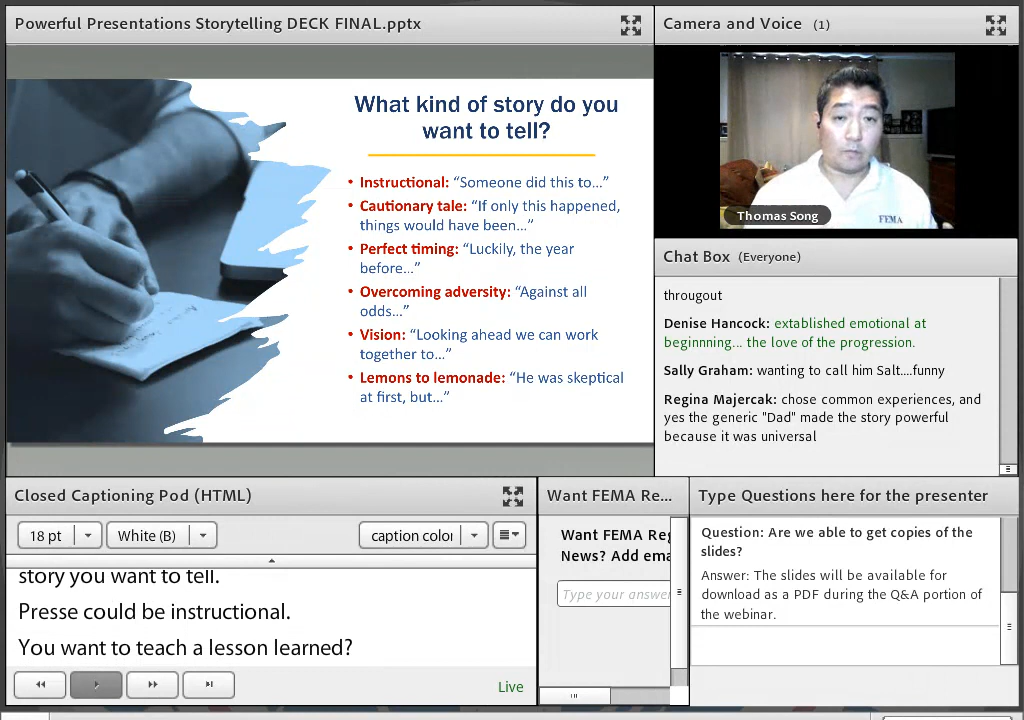 Powerful Presentations Storytelling DECK FINAL.pptx
What kind of story do you
want to tell?
• Instructional: “Someone did this to…”
• Cautionary tale: “If only this happened,
things would have been…”
• Perfect timing: “Luckily, the year
before…”
• Overcoming adversity: “Against all
odds…”
• Vision: “Looking ahead we can work
together to…”
• Lemons to lemonade: “He was skeptical
at first, but…”
Camera and Voice (1)
FEMA
Thomas Song
Chat Box (Everyone)
througout
Denise Hancock: extablished emotional at
beginnning... the love of the progression.
Sally Graham: wanting to call him Salt....funny
Regina Majercak: chose common experiences, and
yes the generic "Dad" made the story powerful
because it was universal
Closed Captioning Pod (HTML)
18 pt
White (B)
caption color
story you want to tell.
Presse could be instructional.
You want to teach a lesson learned?
Live
Want FEMA Re...
Want FEMA Reg
News? Add ema
Type your answer
Type Questions here for the presenter
Question: Are we able to get copies of the
slides?
Answer: The slides will be available for
download as a PDF during the Q&A portion of
the webinar.